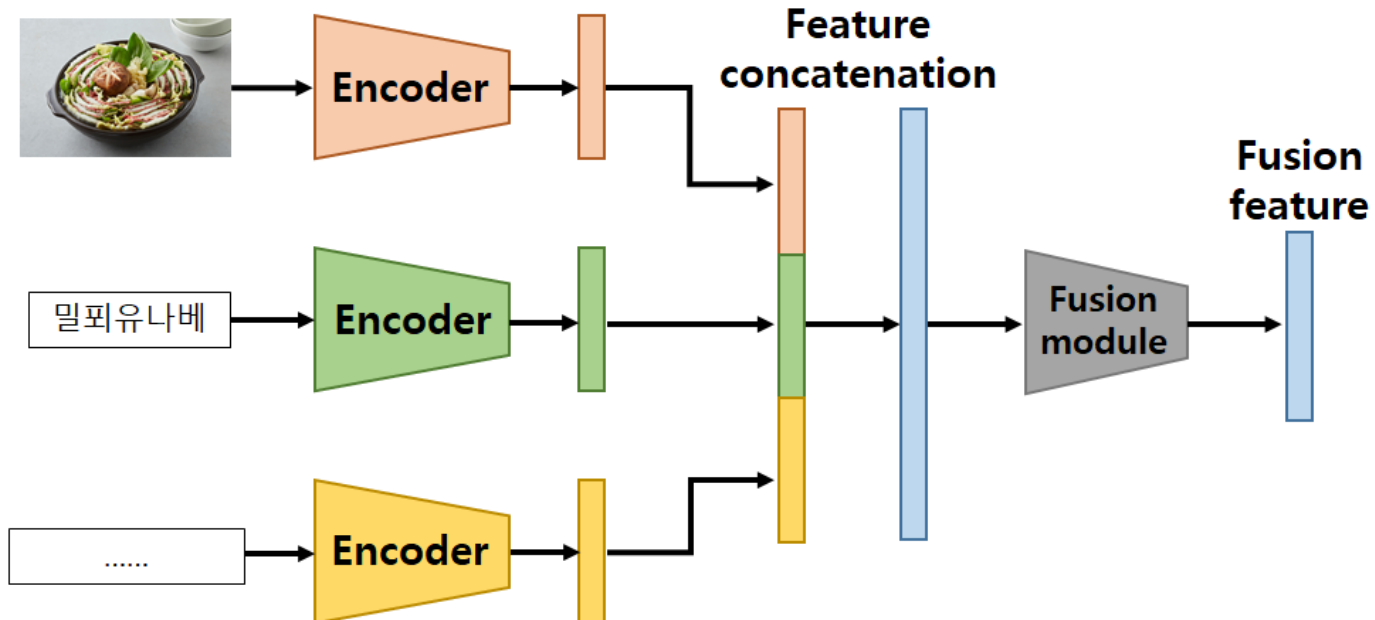 Feature
concatenation
Encoder
Fusion
feature
밀푀유나베
Encoder
Fusion
module
......
Encoder